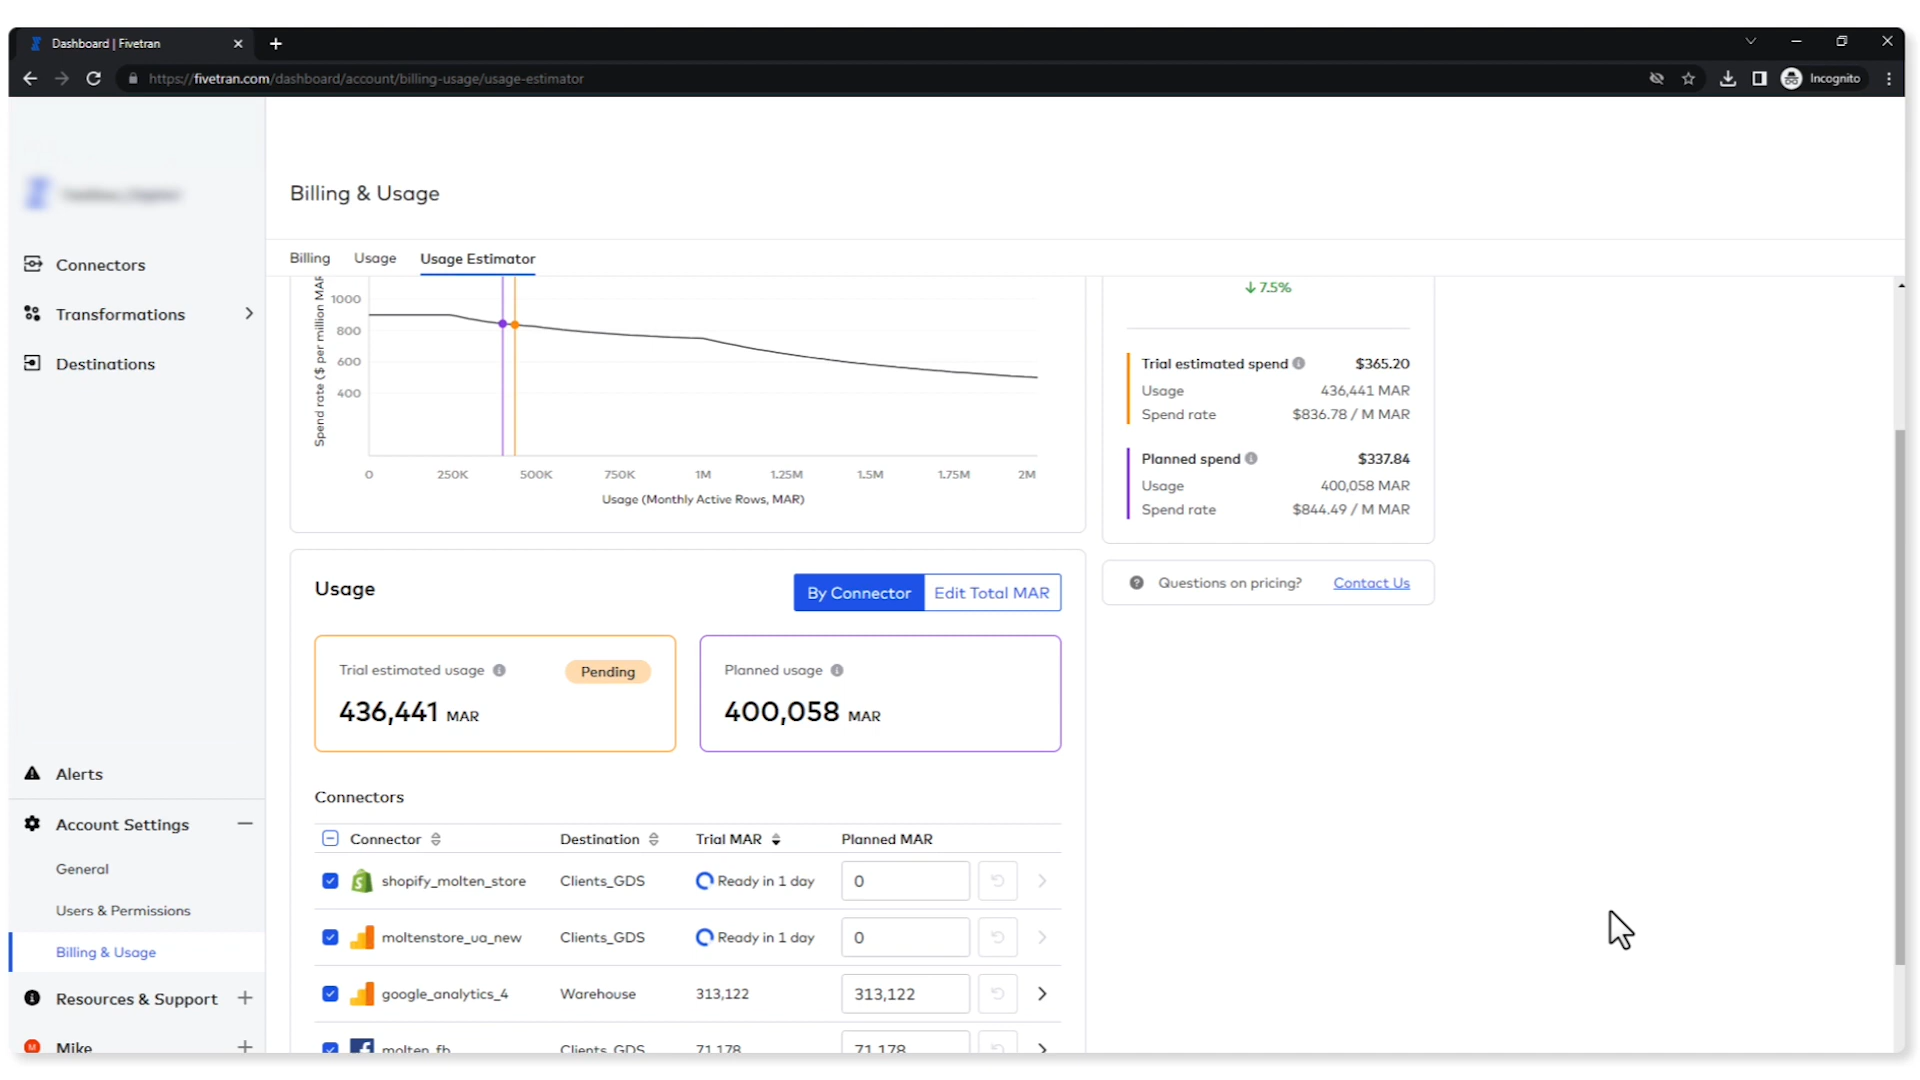 Dashboard | Fivetran
https://fivetran.com/dashboard/account/billing-usage/usage-estimator
Incognito
Billing & Usage
Connectors
Transformations
Destinations
Alerts
Account Settings
General
Users & Permissions
Billing & Usage
Resources & Support
M
Mike
Billing
Usage
Usage Estimator
Spend rate ($ per million MAR
1000
800
600
400
0
250K
500K
750K
1M
1.25M
1.5M
1.75M
2M
Usage (Monthly Active Rows, MAR)
7.5%
Trial estimated spend $365.20
Usage 436,441 MAR
Spend rate $836.78 / M MAR
Planned spend $337.84
Usage 400,058 MAR
Spend rate $844.49 / M MAR
Questions on pricing? Contact Us
Usage
By Connector
Edit Total MAR
Trial estimated usage
Pending
436,441 MAR
Planned usage
400,058 MAR
Connectors
Connector Destination Trial MAR Planned MAR
shopify_molten_store Clients_GDS Ready in 1 day 0
moltenstore_ua_new Clients_GDS Ready in 1 day 0
google_analytics_4 Warehouse 313,122 313,122
molten_fb Clients_GDS 71,178 71,178